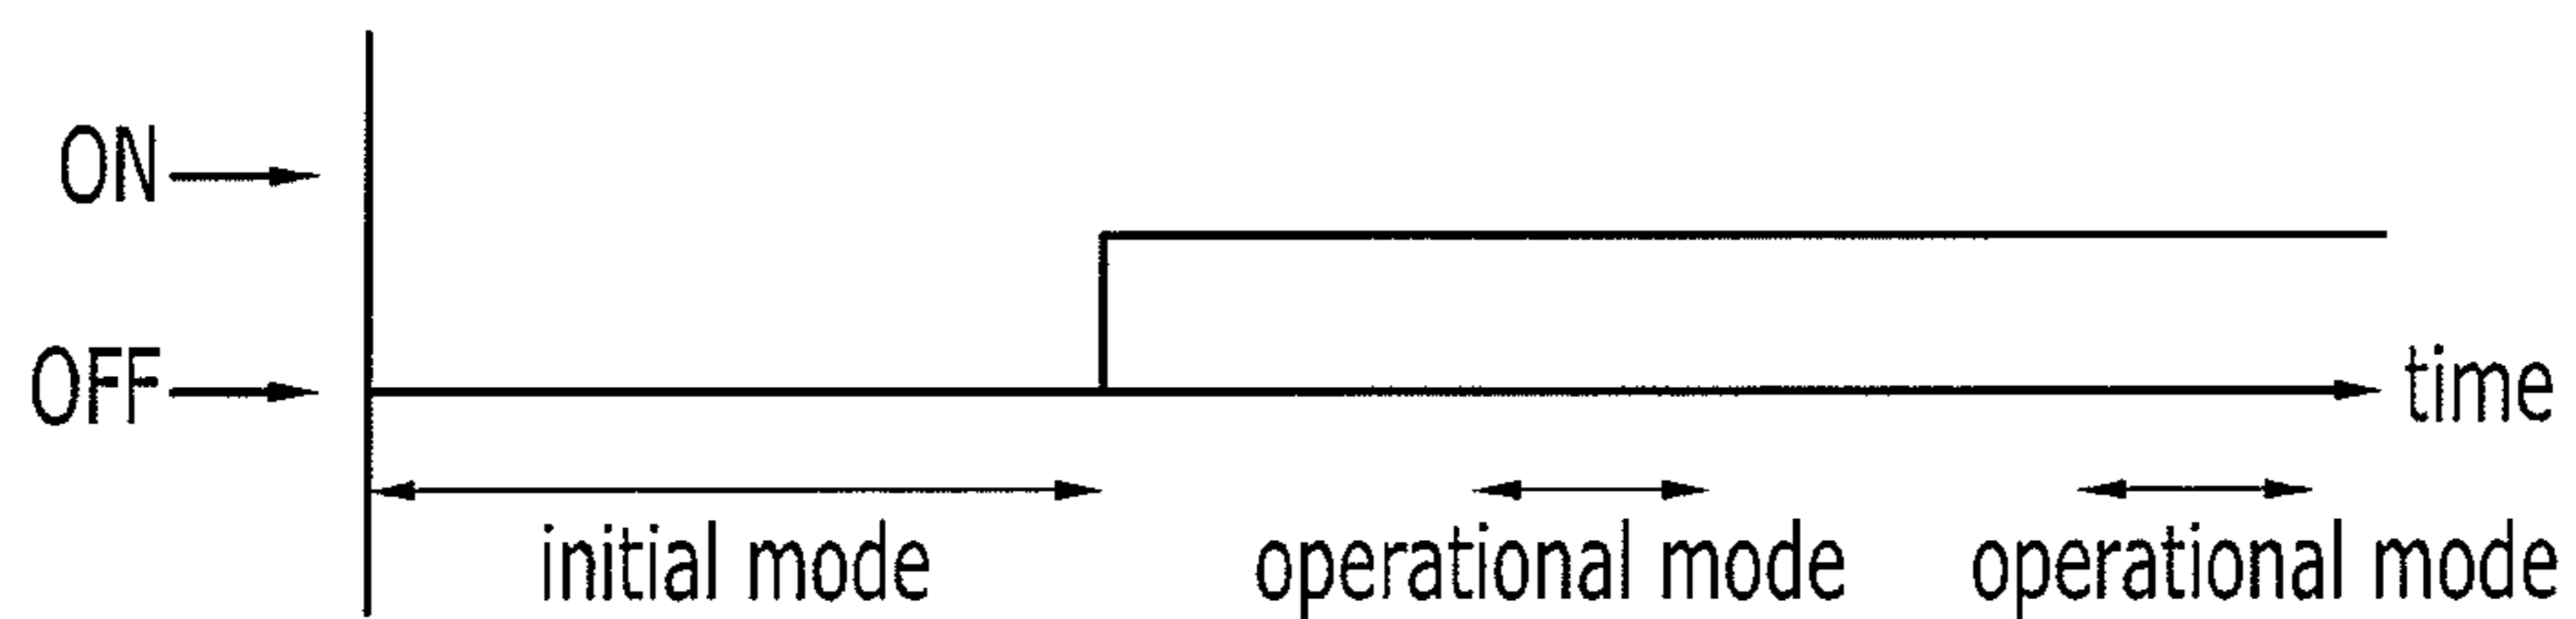 ON
OFF
time
initial mode
operational mode
operational mode